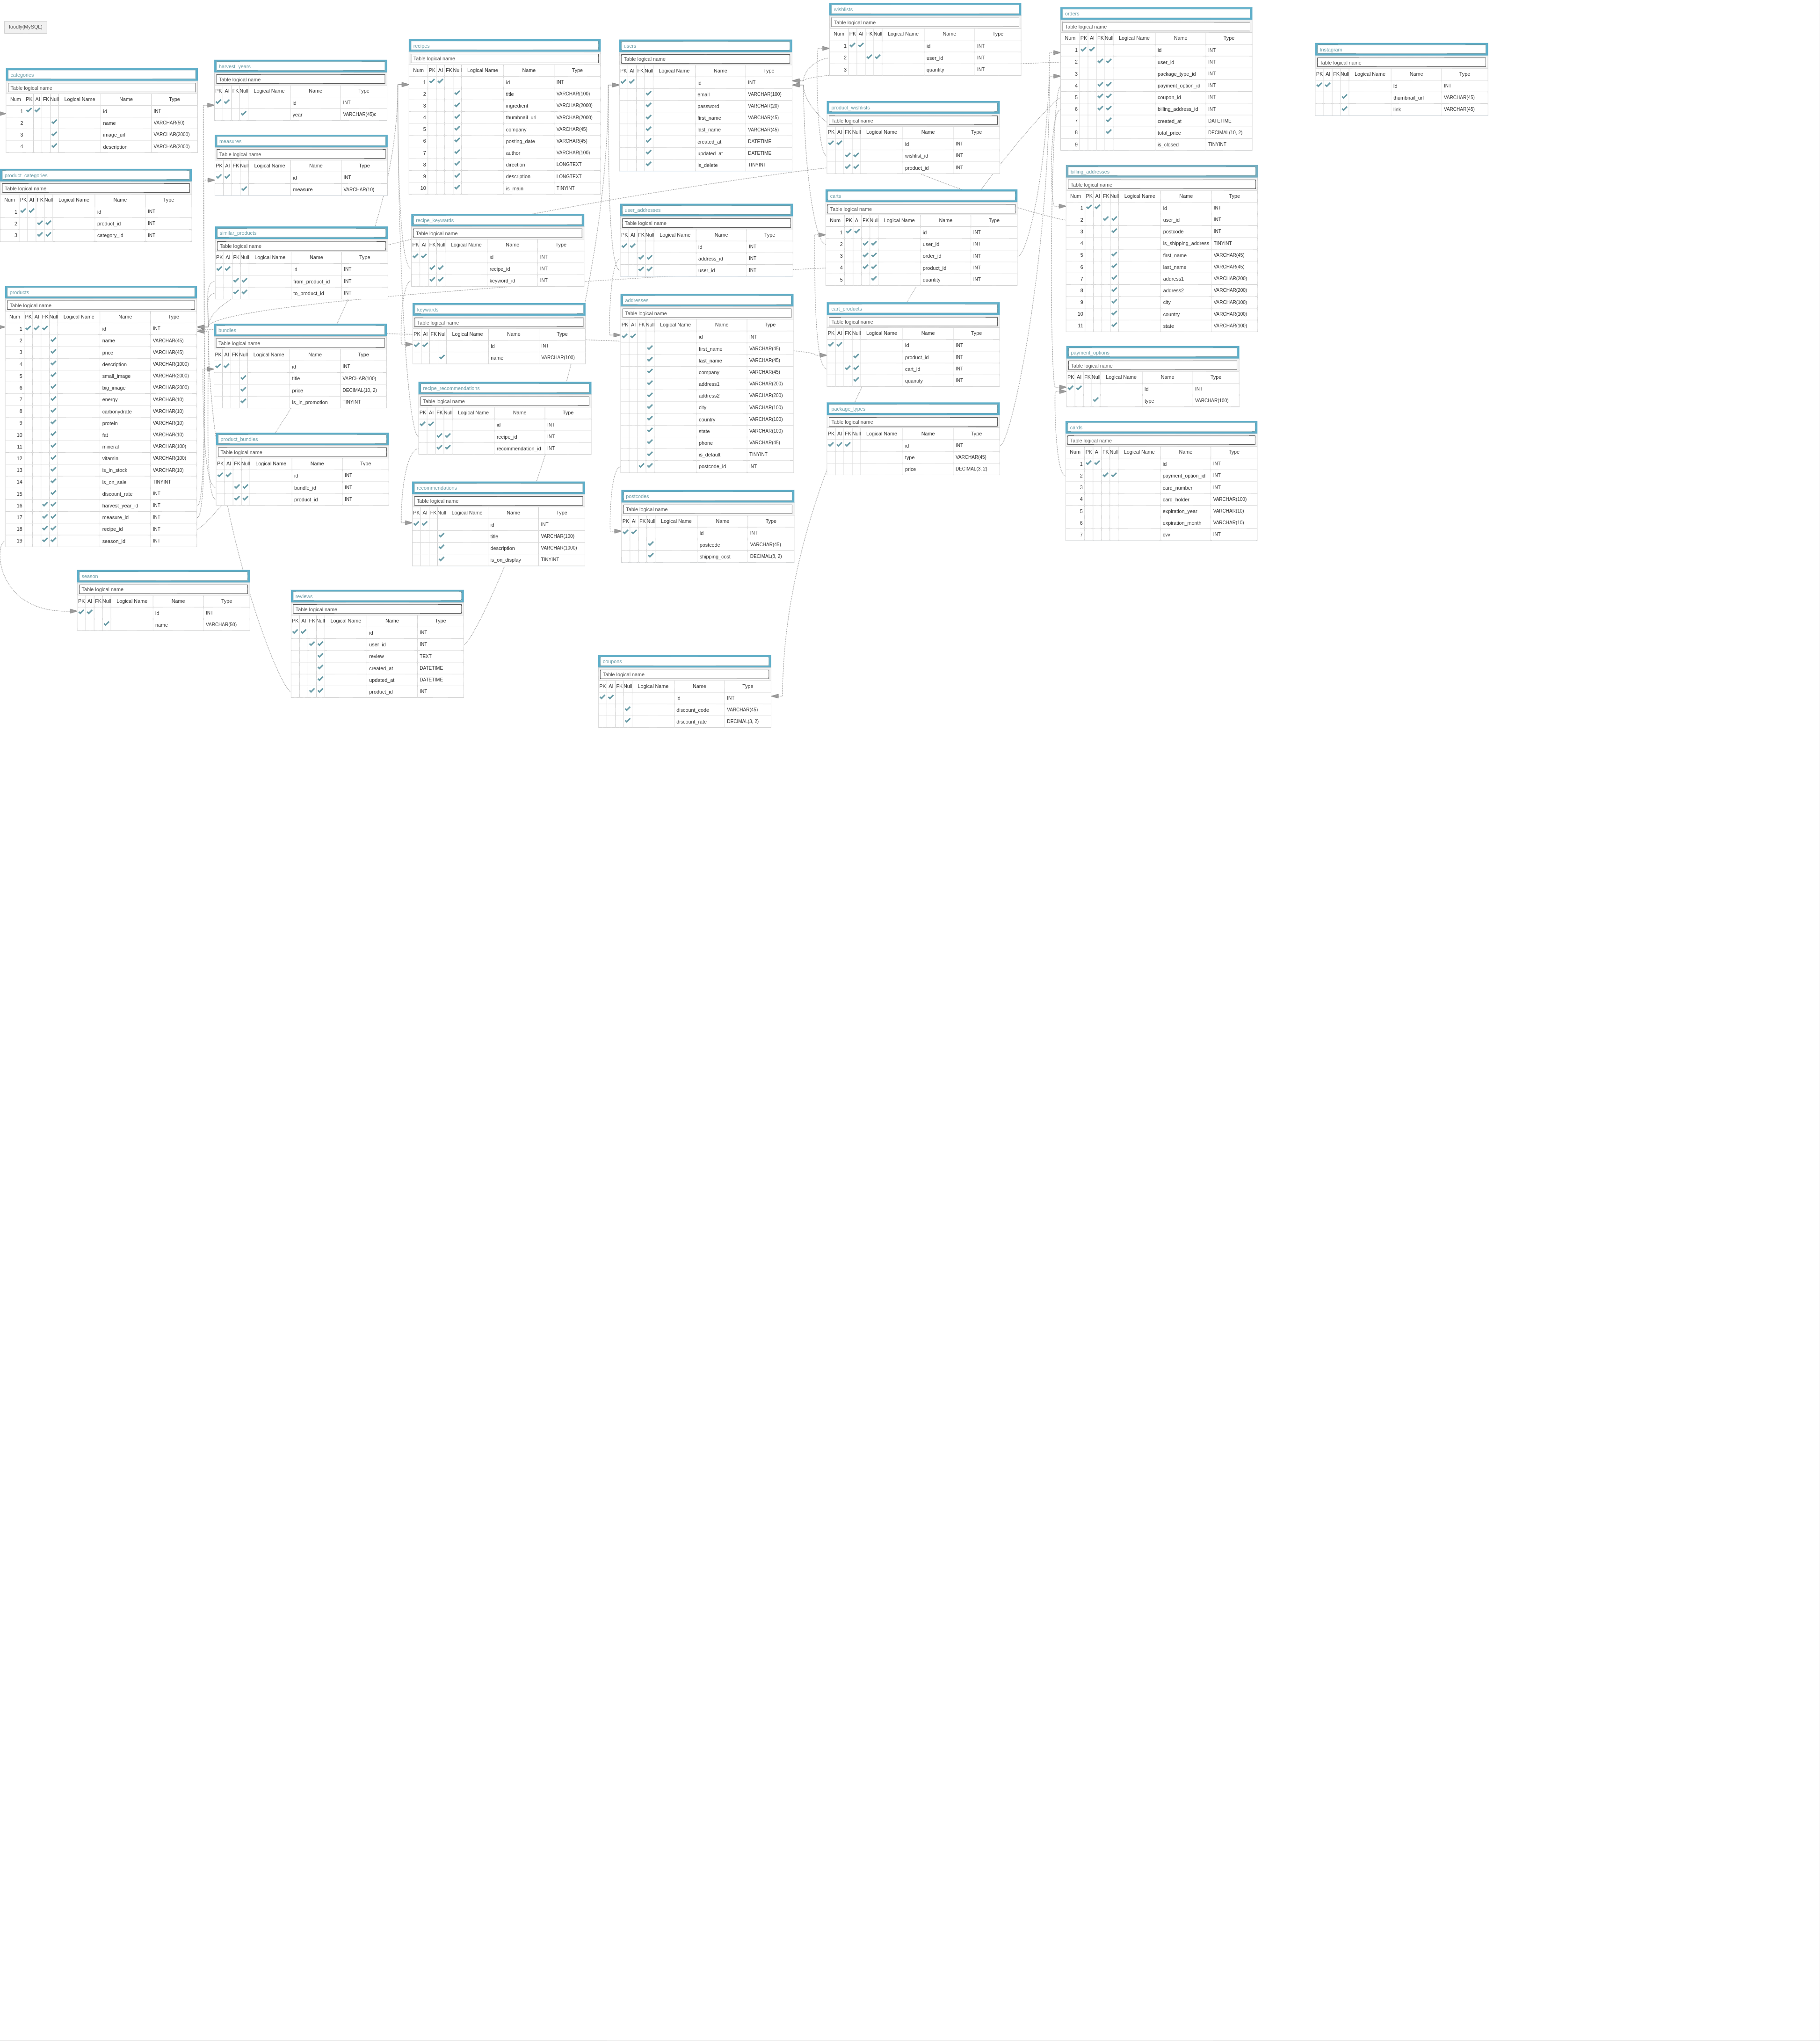 foodly(MySQL)
categories
Table logical name
Num PK AI FK Null Logical Name Name Type
1 id INT
2 name VARCHAR(50)
3 image_url VARCHAR(2000)
4 description VARCHAR(2000)
product_categories
Table logical name
Num PK AI FK Null Logical Name Name Type
1 id INT
2 product_id INT
3 category_id INT
products
Table logical name
Num PK AI FK Null Logical Name Name Type
1 id INT
2 name VARCHAR(45)
3 price VARCHAR(45)
4 description VARCHAR(1000)
5 small_image VARCHAR(2000)
6 big_image VARCHAR(2000)
7 energy VARCHAR(10)
8 carbonydrate VARCHAR(10)
9 protein VARCHAR(10)
10 fat VARCHAR(10)
11 mineral VARCHAR(100)
12 vitamin VARCHAR(100)
13 is_in_stock VARCHAR(10)
14 is_on_sale TINYINT
15 discount_rate INT
16 harvest_year_id INT
17 measure_id INT
18 recipe_id INT
19 season_id INT
season
Table logical name
PK AI FK Null Logical Name Name Type
id INT
name VARCHAR(50)
harvest_years
Table logical name
PK AI FK Null Logical Name Name Type
id INT
year VARCHAR(45)c
measures
Table logical name
PK AI FK Null Logical Name Name Type
id INT
measure VARCHAR(10)
similar_products
Table logical name
PK AI FK Null Logical Name Name Type
id INT
from_product_id INT
to_product_id INT
bundles
Table logical name
PK AI FK Null Logical Name Name Type
id INT
title VARCHAR(100)
price DECIMAL(10, 2)
is_in_promotion TINYINT
product_bundles
Table logical name
PK AI FK Null Logical Name Name Type
id INT
bundle_id INT
product_id INT
reviews
Table logical name
PK AI FK Null Logical Name Name Type
id INT
user_id INT
review TEXT
created_at DATETIME
updated_at DATETIME
product_id INT
recipes
Table logical name
Num PK AI FK Null Logical Name Name Type
1 id INT
2 title VARCHAR(100)
3 ingredient VARCHAR(2000)
4 thumbnail_url VARCHAR(2000)
5 company VARCHAR(45)
6 posting_date VARCHAR(45)
7 author VARCHAR(100)
8 direction LONGTEXT
9 description LONGTEXT
10 is_main TINYINT
recipe_keywards
Table logical name
PK AI FK Null Logical Name Name Type
id INT
recipe_id INT
keyword_id INT
keywards
Table logical name
PK AI FK Null Logical Name Name Type
id INT
name VARCHAR(100)
recipe_recommendations
Table logical name
PK AI FK Null Logical Name Name Type
id INT
recipe_id INT
recommendation_id INT
recommendations
Table logical name
PK AI FK Null Logical Name Name Type
id INT
title VARCHAR(100)
description VARCHAR(1000)
is_on_display TINYINT
users
Table logical name
PK AI FK Null Logical Name Name Type
id INT
email VARCHAR(100)
password VARCHAR(20)
first_name VARCHAR(45)
last_name VARCHAR(45)
created_at DATETIME
updated_at DATETIME
is_delete TINYINT
user_addresses
Table logical name
PK AI FK Null Logical Name Name Type
id INT
address_id INT
user_id INT
addresses
Table logical name
PK AI FK Null Logical Name Name Type
id INT
first_name VARCHAR(45)
last_name VARCHAR(45)
company VARCHAR(45)
address1 VARCHAR(200)
address2 VARCHAR(200)
city VARCHAR(100)
country VARCHAR(100)
state VARCHAR(100)
phone VARCHAR(45)
is_default TINYINT
postcode_id INT
postcodes
Table logical name
PK AI FK Null Logical Name Name Type
id INT
postcode VARCHAR(45)
shipping_cost DECIMAL(8, 2)
coupons
Table logical name
PK AI FK Null Logical Name Name Type
id INT
discount_code VARCHAR(45)
discount_rate DECIMAL(3, 2)
wishlists
Table logical name
Num PK AI FK Null Logical Name Name Type
1 id INT
2 user_id INT
3 quantity INT
product_wishlists
Table logical name
PK AI FK Null Logical Name Name Type
id INT
wishlist_id INT
product_id INT
carts
Table logical name
Num PK AI FK Null Logical Name Name Type
1 id INT
2 user_id INT
3 order_id INT
4 product_id INT
5 quantity INT
cart_products
Table logical name
PK AI FK Null Logical Name Name Type
id INT
product_id INT
cart_id INT
quantity INT
package_types
Table logical name
PK AI FK Null Logical Name Name Type
id INT
type VARCHAR(45)
price DECIMAL(3, 2)
orders
Table logical name
Num PK AI FK Null Logical Name Name Type
1 id INT
2 user_id INT
3 package_type_id INT
4 payment_option_id INT
5 coupon_id INT
6 billing_address_id INT
7 created_at DATETIME
8 total_price DECIMAL(10, 2)
9 is_closed TINYINT
billing_addresses
Table logical name
Num PK AI FK Null Logical Name Name Type
1 id INT
2 user_id INT
3 postcode INT
4 is_shipping_address TINYINT
5 first_name VARCHAR(45)
6 last_name VARCHAR(45)
7 address1 VARCHAR(200)
8 address2 VARCHAR(200)
9 city VARCHAR(100)
10 country VARCHAR(100)
11 state VARCHAR(100)
payment_options
Table logical name
PK AI FK Null Logical Name Name Type
id INT
type VARCHAR(100)
cards
Table logical name
Num PK AI FK Null Logical Name Name Type
1 id INT
2 payment_option_id INT
3 card_number INT
4 card_holder VARCHAR(100)
5 expiration_year VARCHAR(10)
6 expiration_month VARCHAR(10)
7 cvv INT
Instagram
Table logical name
PK AI FK Null Logical Name Name Type
id INT
thumbnail_url VARCHAR(45)
link VARCHAR(45)